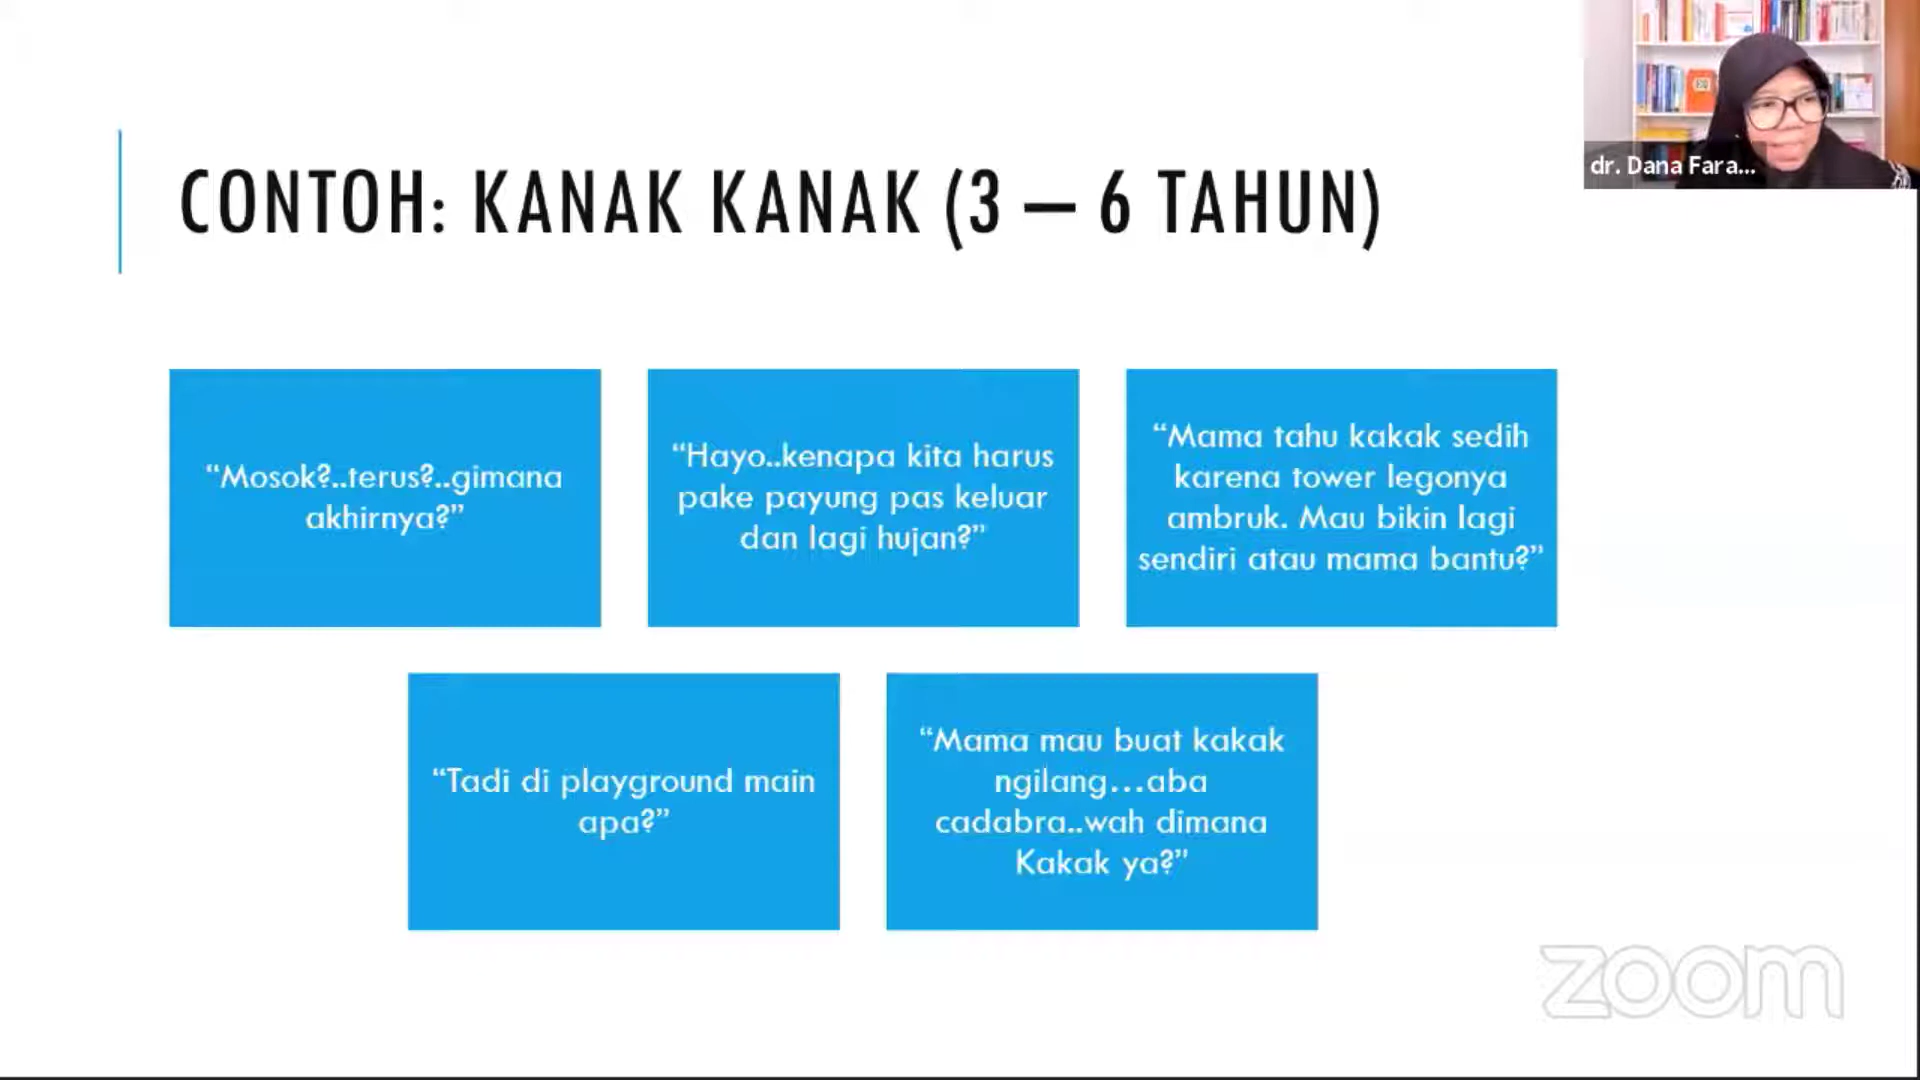 dr. Dana Fara...
CONTOH: KANAK KANAK (3 – 6 TAHUN)
“Mosok?..terus?..gimana
akhirnya?”
“Hayo..kenapa kita harus
pake payung pas keluar
dan lagi hujan?”
“Mama tahu kakak sedih
karena tower legonya
ambruk. Mau bikin lagi
sendiri atau mama bantu?”
“Tadi di playground main
apa?”
“Mama mau buat kakak
ngilang...aba
cadabra..wah dimana
Kakak ya?”
zoom